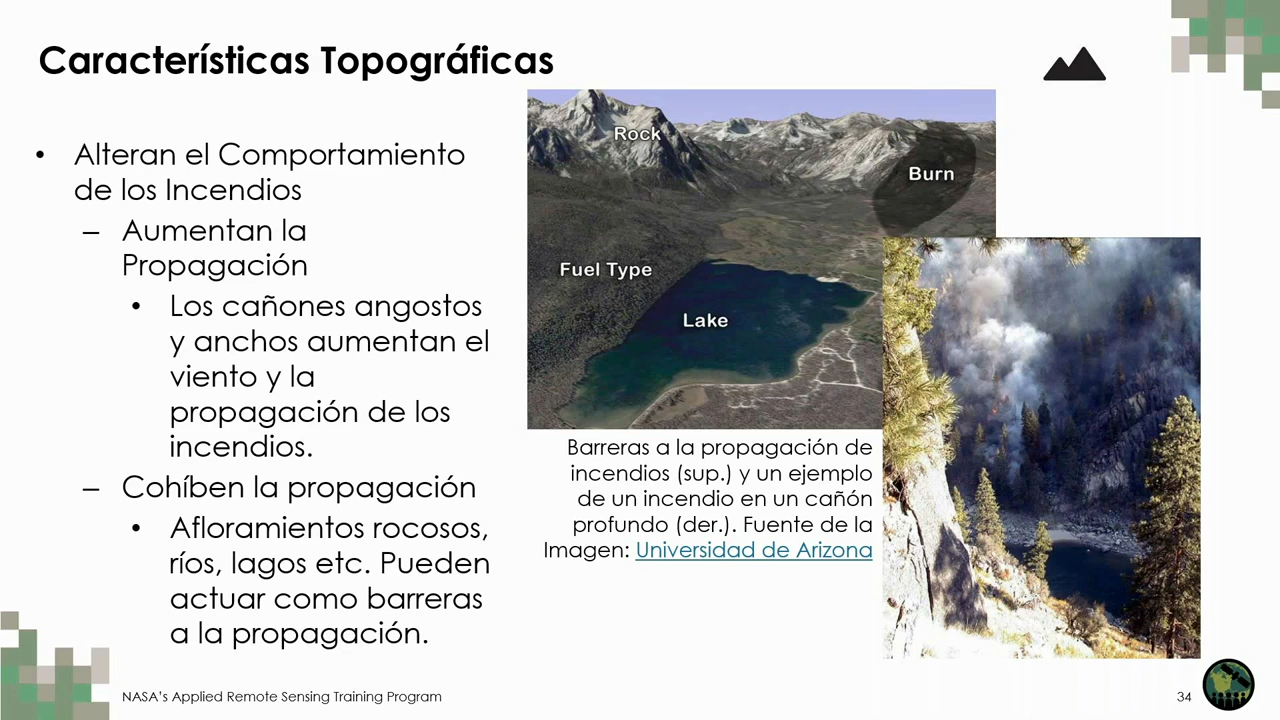 Características Topográficas
• Alteran el Comportamiento
de los Incendios
– Aumentan la
Propagación
• Los cañones angostos
y anchos aumentan el
viento y la
propagación de los
incendios.
– Cohíben la propagación
• Afloramientos rocosos,
ríos, lagos etc. Pueden
actuar como barreras
a la propagación.
Rock
Burn
Fuel Type
Lake
Barreras a la propagación de
incendios (sup.) y un ejemplo
de un incendio en un cañón
profundo (der.). Fuente de la
Imagen: Universidad de Arizona
NASA's Applied Remote Sensing Training Program
34